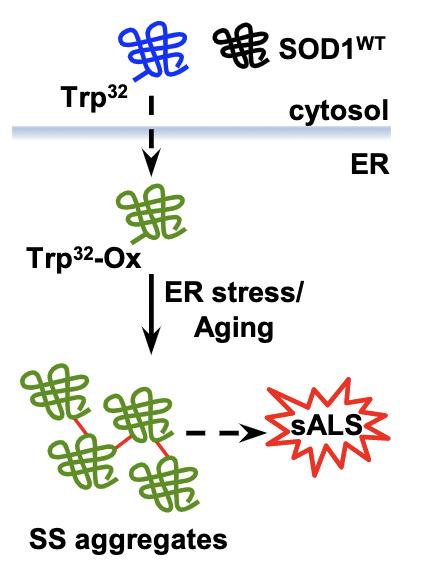 SOD1ᵂᵀ
Trp³²
cytosol
ER
Trp³²-Ox
ER stress/
Aging
sALS
SS aggregates